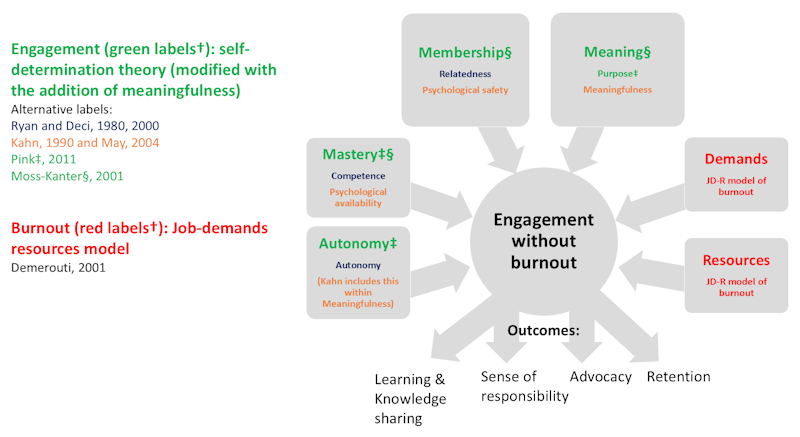 Engagement (green labels†): self-
determination theory (modified with
the addition of meaningfulness)
Alternative labels:
Ryan and Deci, 1980, 2000
Kahn, 1990 and May, 2004
Pink‡, 2011
Moss-Kanter§, 2001
Burnout (red labels†): Job-demands
resources model
Demerouti, 2001
Membership§
Relatedness
Psychological safety
Meaning§
Purpose‡
Meaningfulness
Mastery‡§
Competence
Psychological
availability
Autonomy‡
Autonomy
(Kahn includes this
within
Meaningfulness)
Demands
JD-R model of
burnout
Resources
JD-R model of
burnout
Engagement
without
burnout
Outcomes:
Learning &
Knowledge
sharing
Sense of
responsibility
Advocacy
Retention